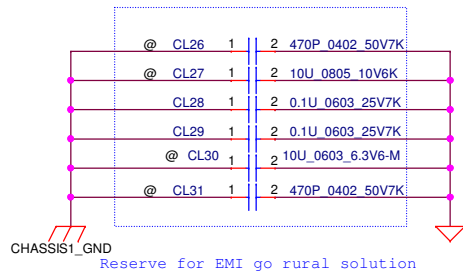 @ CL26 1 2 470P_0402_50V7K
@ CL27 1 2 10U_0805_10V6K
CL28 1 2 0.1U_0603_25V7K
CL29 1 2 0.1U_0603_25V7K
@ CL30 1 2 10U_0603_6.3V6-M
@ CL31 1 2 470P_0402_50V7K
CHASSIS1_GND
Reserve for EMI go rural solution